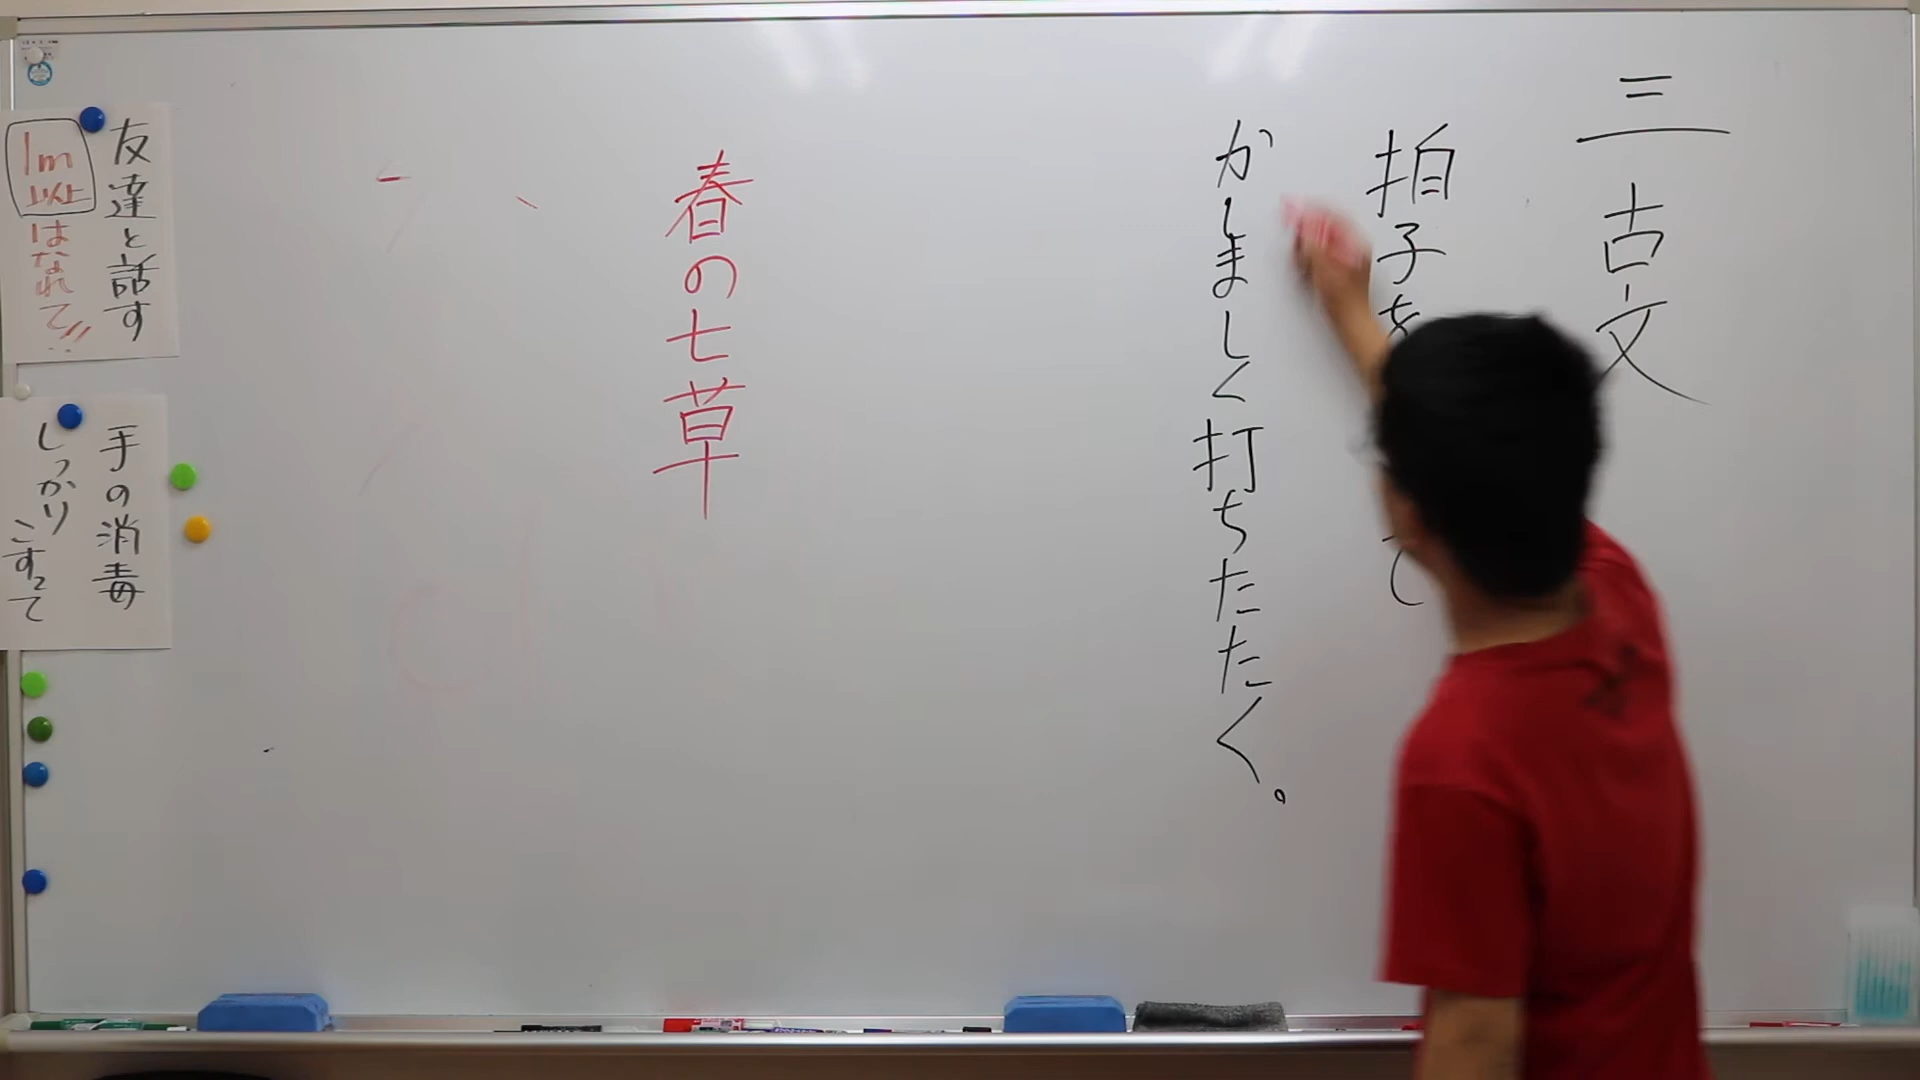 三 古文
拍子を
て
かしましく打ちたたく。
春の七草
友達と話す
1m以上はなれて!!
手の消毒
しっかり
こすって